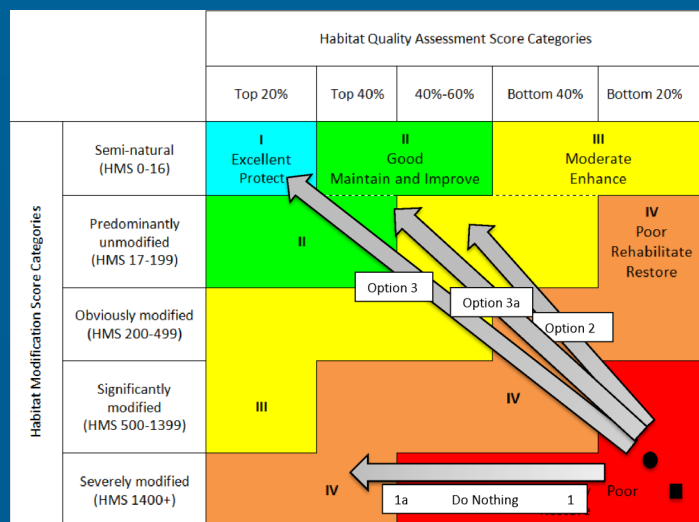 Habitat Quality Assessment Score Categories
Top 20%
Top 40%
40%-60%
Bottom 40%
Bottom 20%
Habitat Modification Score Categories
Semi-natural
(HMS 0-16)
I
Excellent
Protect
II
Good
Maintain and Improve
III
Moderate
Enhance
Predominantly
unmodified
(HMS 17-199)
II
IV
Poor
Rehabilitate
Restore
Option 3
Option 3a
Option 2
Obviously modified
(HMS 200-499)
Significantly
modified
(HMS 500-1399)
III
IV
Severely modified
(HMS 1400+)
IV
1a Do Nothing 1
Poor